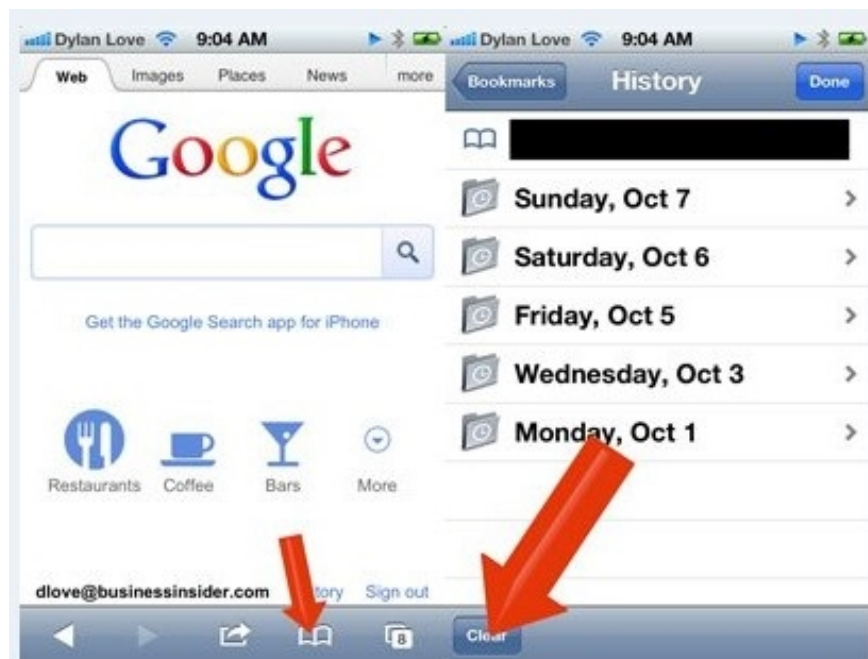 Dylan Love 9:04 AM
Web Images Places News more
Google
Get the Google Search app for iPhone
Restaurants Coffee Bars More
dlove@businessinsider.com tory Sign out
8
Dylan Love 9:04 AM
Bookmarks History Done
Sunday, Oct 7
Saturday, Oct 6
Friday, Oct 5
Wednesday, Oct 3
Monday, Oct 1
Clear